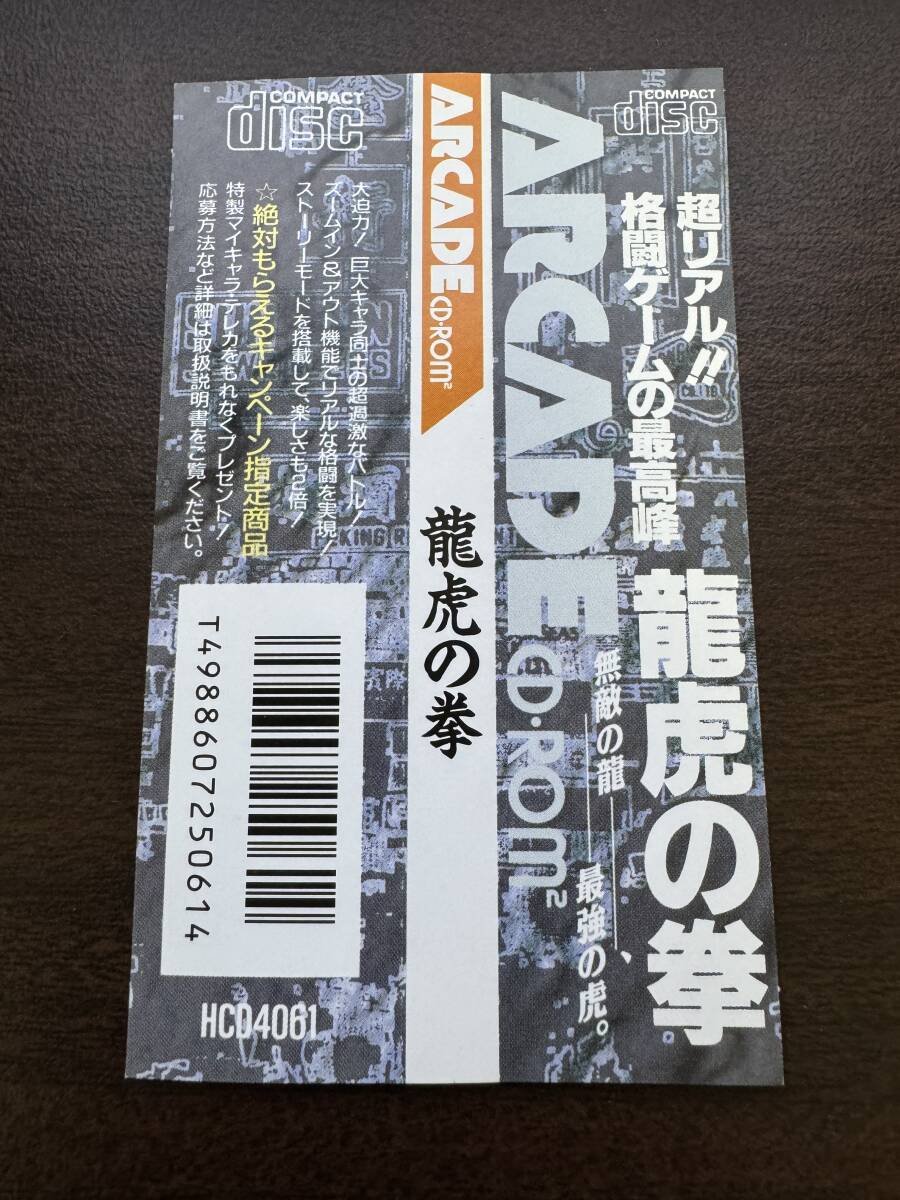 COMPACT
disc
超リアル!!
格闘ゲームの最高峰
龍虎の拳
無敵の龍――、
――最強の虎。
ARCADE CD・ROM²
ARCADE CD・ROM²
龍虎の拳
COMPACT
disc
大迫力！巨大キャラ同士の超過激なバトル！
ズームイン&アウト機能でリアルな格闘を実現！
ストーリーモードを搭載して、楽しさも2倍！
☆絶対もらえるキャンペーン指定商品
特製マイキャラ・テレカをもれなくプレゼント！
応募方法など詳細は取扱説明書をご覧ください。
T4988607250614
HCD4061